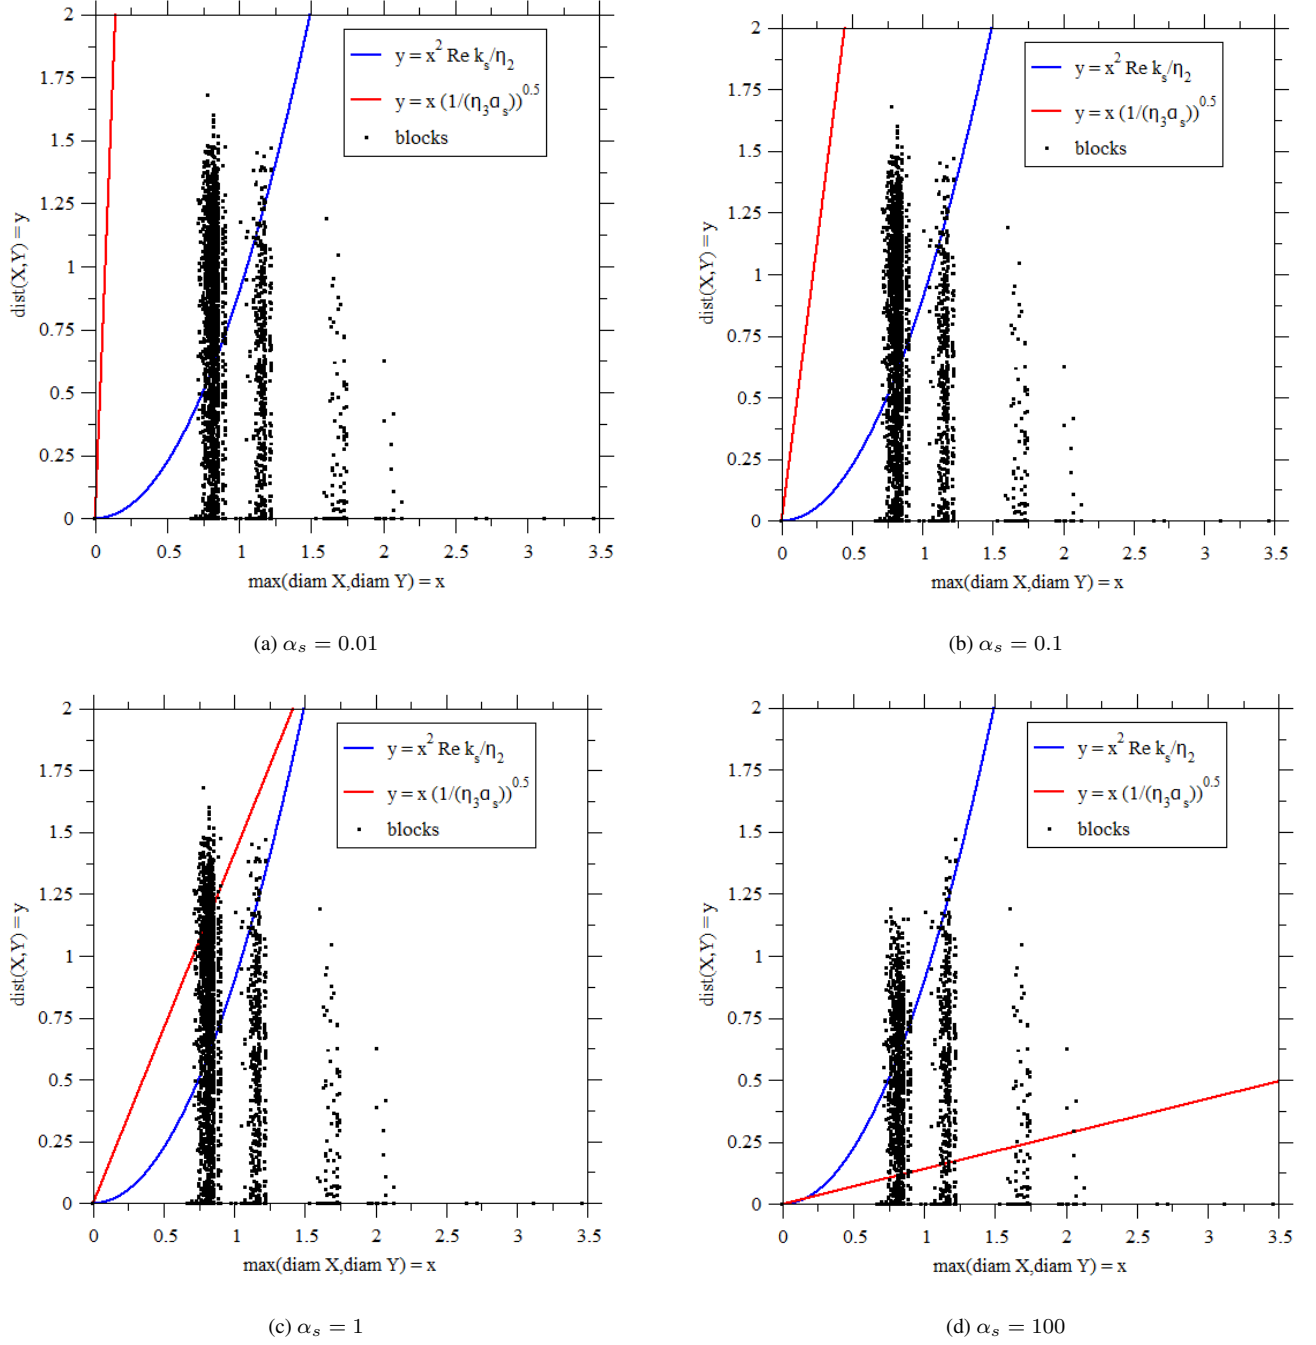 2
1.75
1.5
1.25
1
0.75
0.5
0.25
0
dist(X,Y) = y
0 0.5 1 1.5 2 2.5 3 3.5
max(diam X,diam Y) = x
y = x^2 Re k_s/η_2
y = x (1/(η_3α_s))^0.5
blocks
(a) α_s = 0.01
2
1.75
1.5
1.25
1
0.75
0.5
0.25
0
dist(X,Y) = y
0 0.5 1 1.5 2 2.5 3 3.5
max(diam X,diam Y) = x
y = x^2 Re k_s/η_2
y = x (1/(η_3α_s))^0.5
blocks
(b) α_s = 0.1
2
1.75
1.5
1.25
1
0.75
0.5
0.25
0
dist(X,Y) = y
0 0.5 1 1.5 2 2.5 3 3.5
max(diam X,diam Y) = x
y = x^2 Re k_s/η_2
y = x (1/(η_3α_s))^0.5
blocks
(c) α_s = 1
2
1.75
1.5
1.25
1
0.75
0.5
0.25
0
dist(X,Y) = y
0 0.5 1 1.5 2 2.5 3 3.5
max(diam X,diam Y) = x
y = x^2 Re k_s/η_2
y = x (1/(η_3α_s))^0.5
blocks
(d) α_s = 100